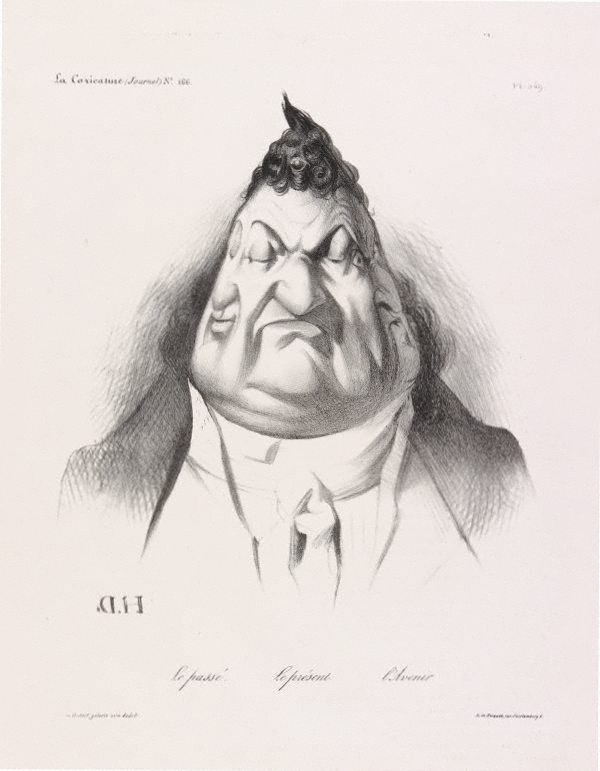 La Caricature (Journal) N.º 166.
Pl. 349.
H.D.
Le passé. Le présent. l'Avenir